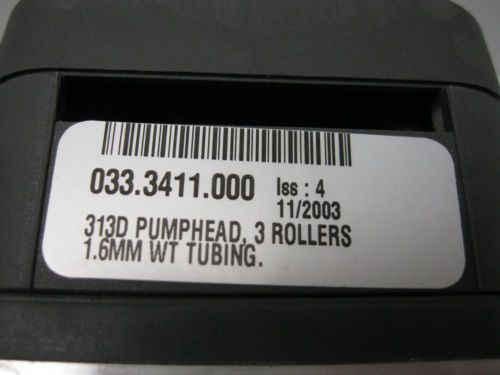 033.3411.000 Iss : 4
11/2003
313D PUMPHEAD, 3 ROLLERS
1.6MM WT TUBING.